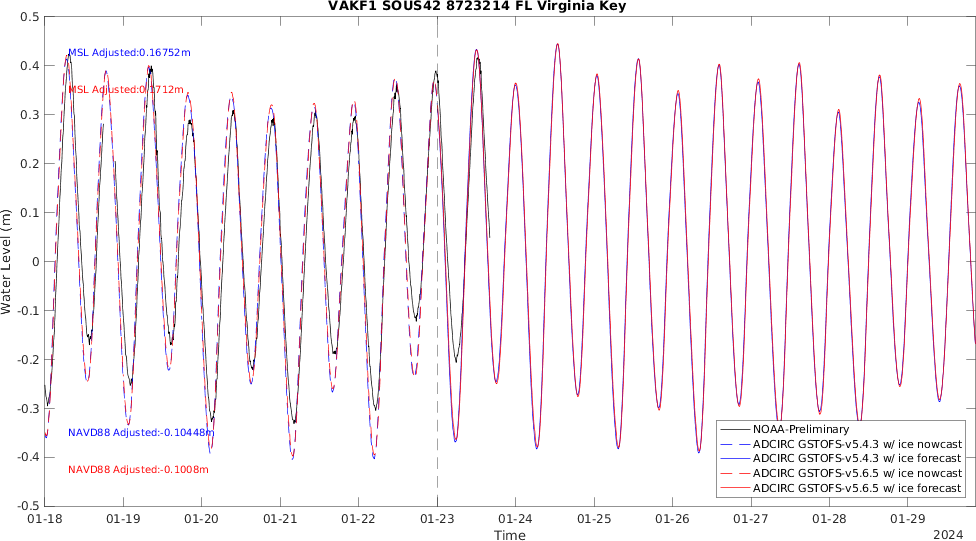 VAKF1 SOUS42 8723214 FL Virginia Key
Water Level (m)
0.5
0.4
0.3
0.2
0.1
0
-0.1
-0.2
-0.3
-0.4
-0.5
MSL Adjusted:0.16752m
MSL Adjusted:0.1712m
NAVD88 Adjusted:-0.10448m
NAVD88 Adjusted:-0.1008m
NOAA-Preliminary
ADCIRC GSTOFS-v5.4.3 w/ ice nowcast
ADCIRC GSTOFS-v5.4.3 w/ ice forecast
ADCIRC GSTOFS-v5.6.5 w/ ice nowcast
ADCIRC GSTOFS-v5.6.5 w/ ice forecast
01-18 01-19 01-20 01-21 01-22 01-23 01-24 01-25 01-26 01-27 01-28 01-29
Time
2024